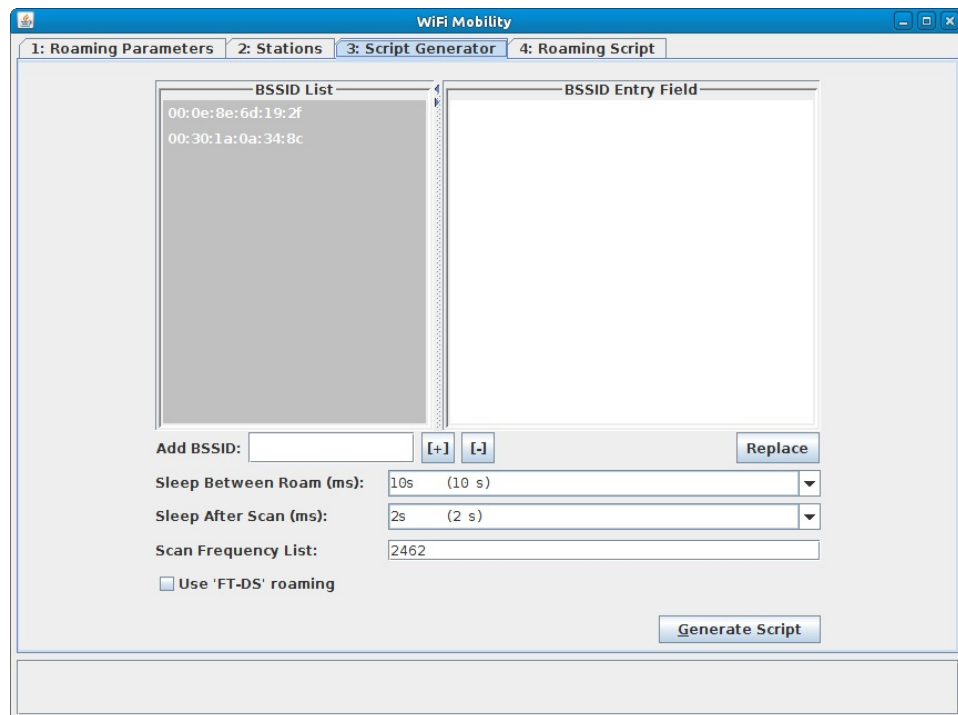 WiFi Mobility
1: Roaming Parameters 2: Stations 3: Script Generator 4: Roaming Script
BSSID List BSSID Entry Field
00:0e:8e:6d:19:2f
00:30:1a:0a:34:8c
Add BSSID: [+] [-] Replace
Sleep Between Roam (ms): 10s (10 s)
Sleep After Scan (ms): 2s (2 s)
Scan Frequency List: 2462
Use 'FT-DS' roaming
Generate Script